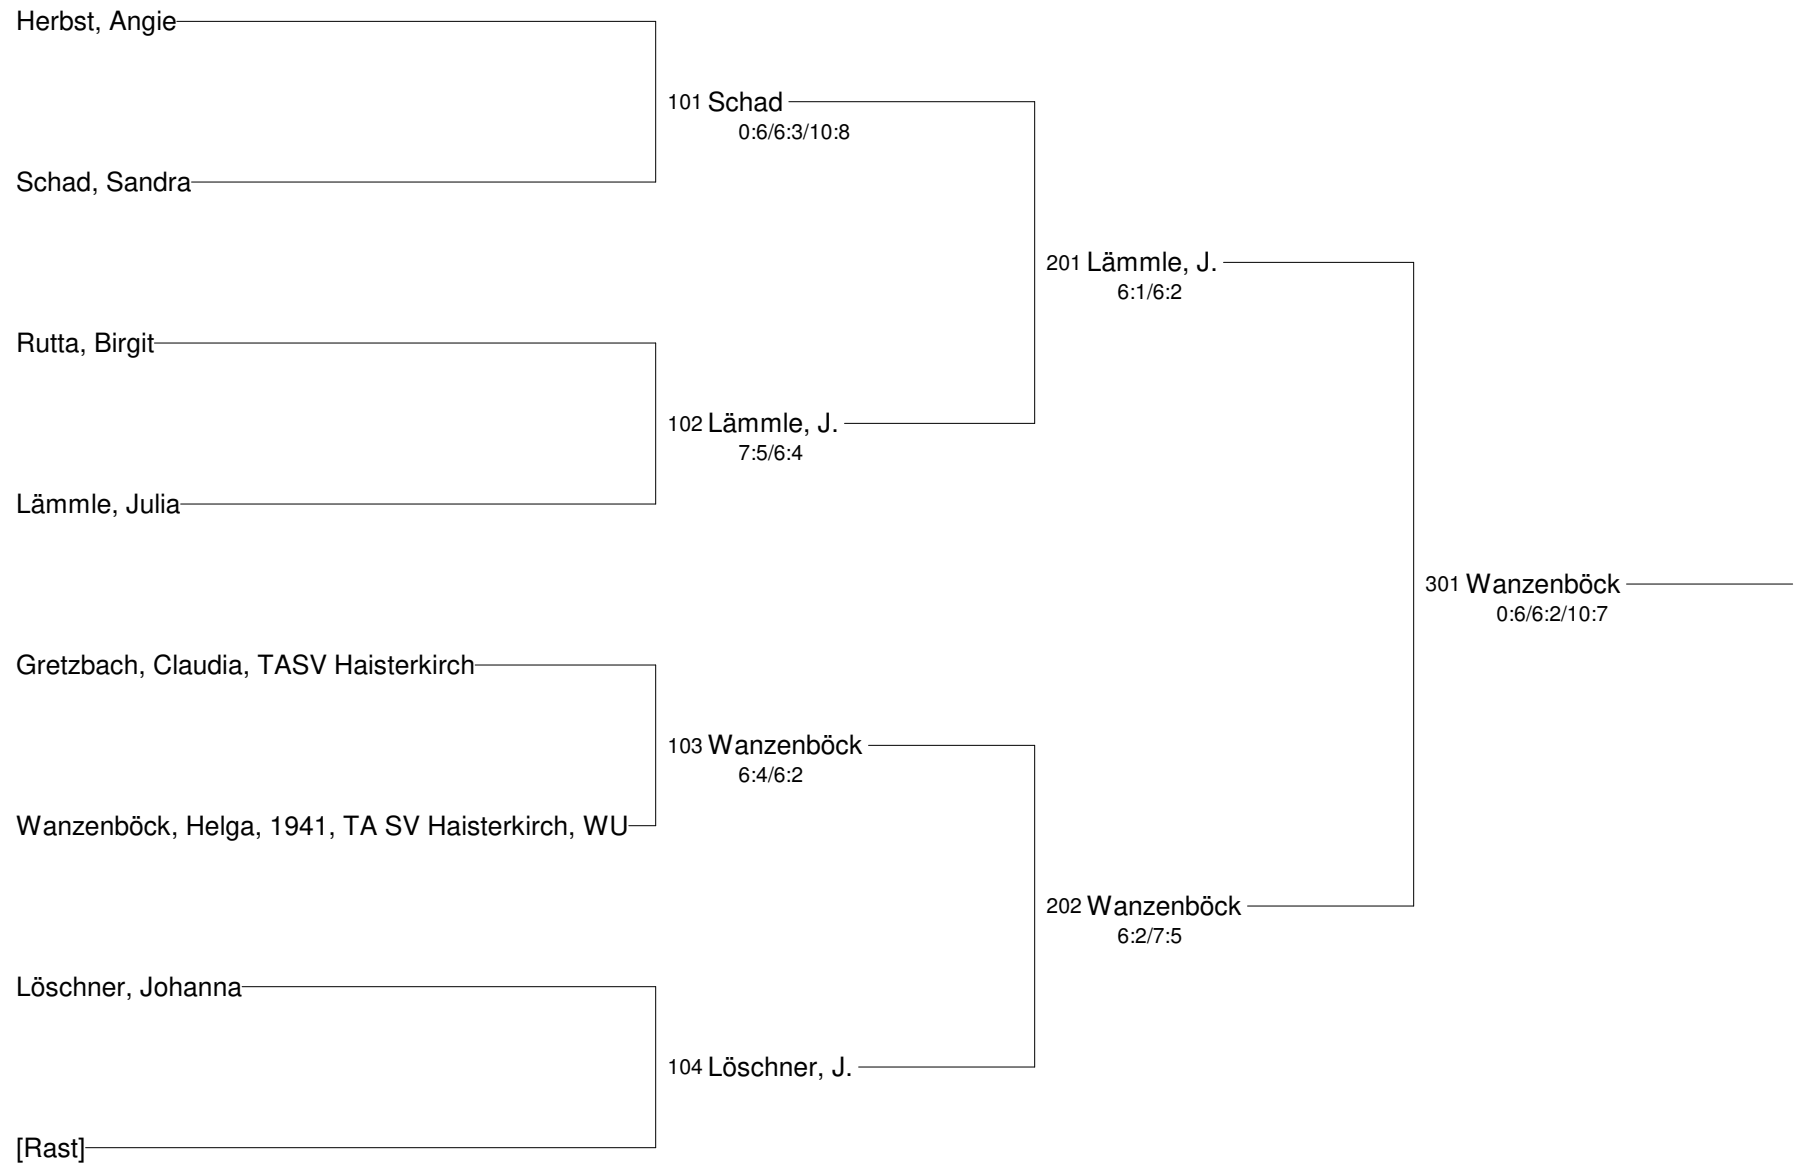 Herbst, Angie
101 Schad
0:6/6:3/10:8
Schad, Sandra
201 Lämmle, J.
6:1/6:2
Rutta, Birgit
102 Lämmle, J.
7:5/6:4
Lämmle, Julia
301 Wanzenböck
0:6/6:2/10:7
Gretzbach, Claudia, TASV Haisterkirch
103 Wanzenböck
6:4/6:2
Wanzenböck, Helga, 1941, TA SV Haisterkirch, WU
202 Wanzenböck
6:2/7:5
Löschner, Johanna
104 Löschner, J.
[Rast]